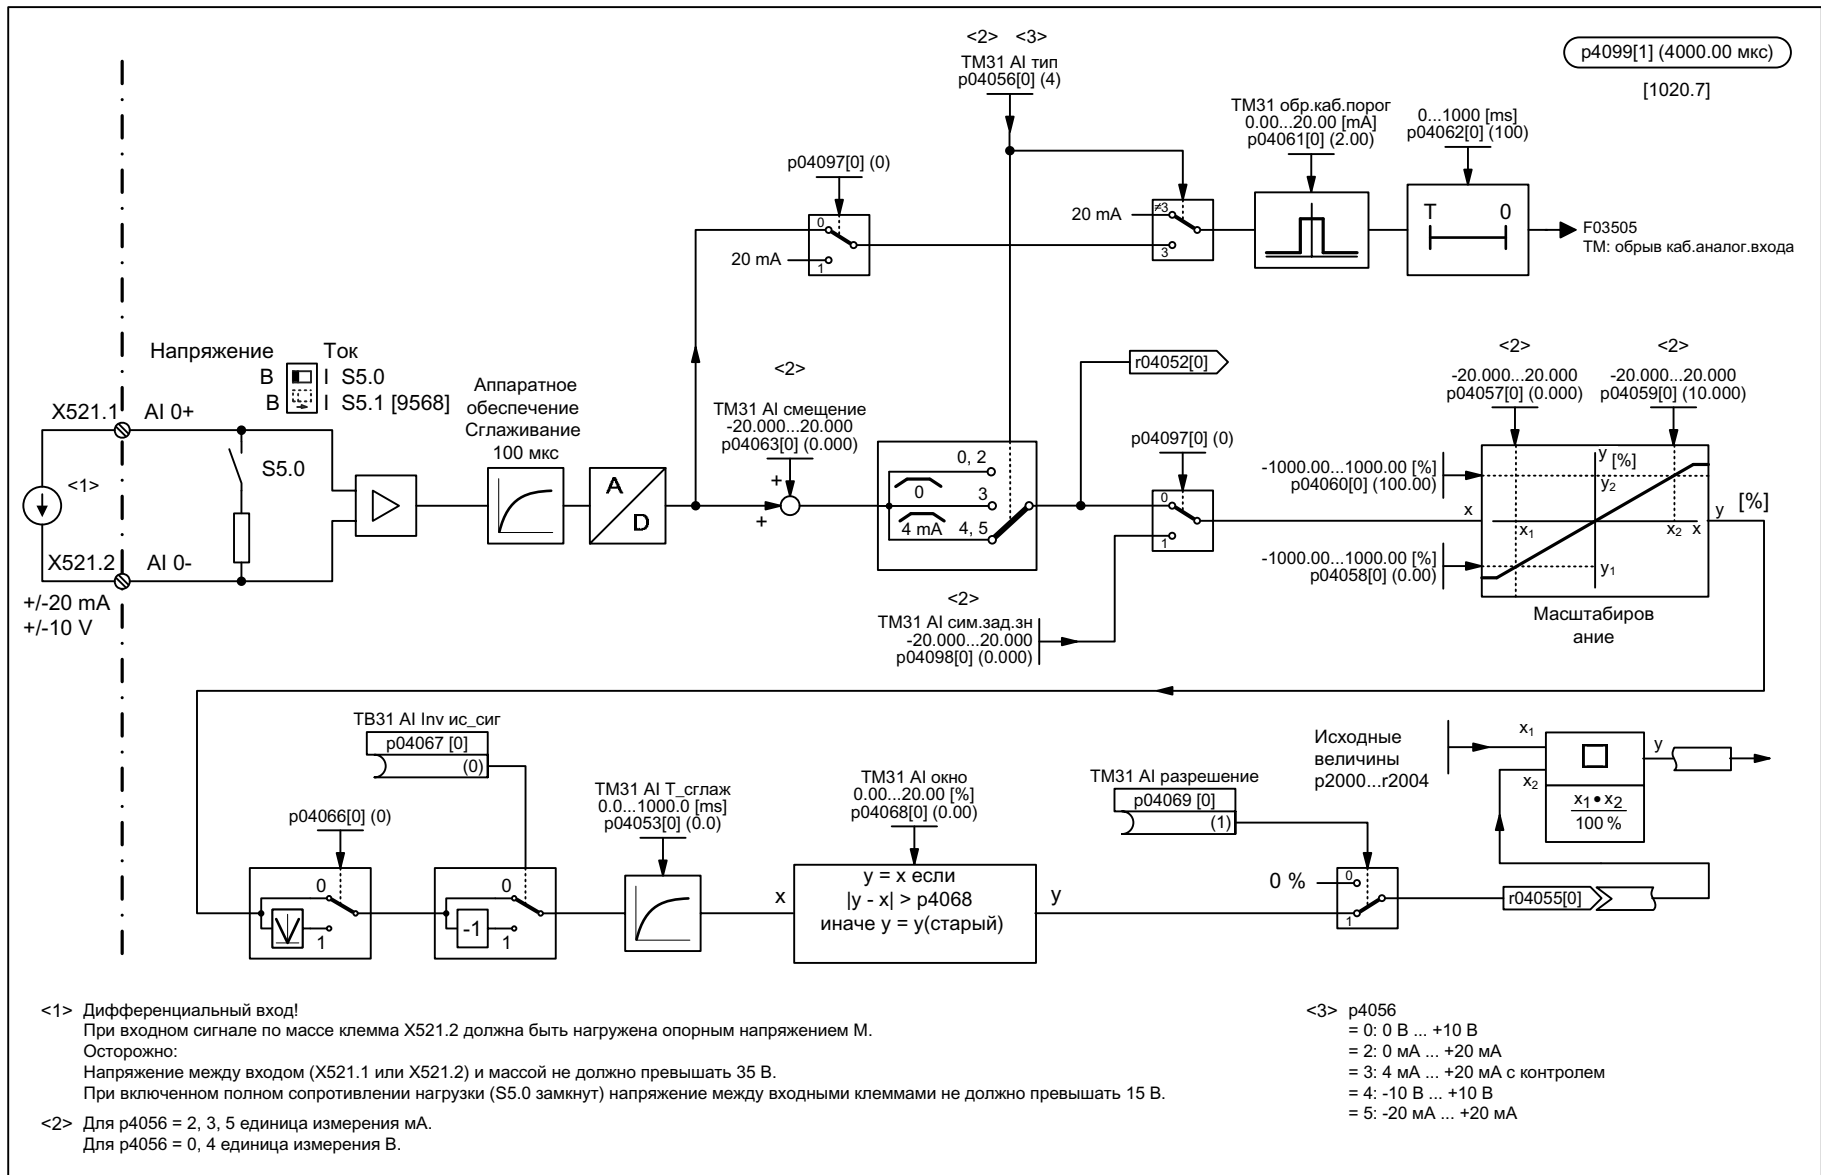 <2> <3>
TM31 AI тип
p04056[0] (4)
p4099[1] (4000.00 мкс)
[1020.7]
TM31 обр.каб.порог
0.00...20.00 [mA]
p04061[0] (2.00)
0...1000 [ms]
p04062[0] (100)
p04097[0] (0)
0
1
20 mA
20 mA
≠3
3
T 0
F03505
TM: обрыв каб.аналог.входа
Напряжение Ток
B I S5.0
B I S5.1 [9568]
X521.1
AI 0+
S5.0
<1>
X521.2
AI 0-
+/-20 mA
+/-10 V
Аппаратное
обеспечение
Сглаживание
100 мкс
A
D
<2>
TM31 AI смещение
-20.000...20.000
p04063[0] (0.000)
+
+
0, 2
0
3
4 mA
4, 5
r04052[0]
p04097[0] (0)
0
1
<2>
TM31 AI сим.зад.зн
-20.000...20.000
p04098[0] (0.000)
<2>
-20.000...20.000
p04057[0] (0.000)
<2>
-20.000...20.000
p04059[0] (10.000)
-1000.00...1000.00 [%]
p04060[0] (100.00)
-1000.00...1000.00 [%]
p04058[0] (0.00)
x
y [%]
y2
x1
x2 x
y1
y
[%]
Масштабиров
ание
TB31 AI Inv ис_сиг
p04067 [0]
(0)
p04066[0] (0)
0
1
0
-1
1
TM31 AI T_сглаж
0.0...1000.0 [ms]
p04053[0] (0.0)
TM31 AI окно
0.00...20.00 [%]
p04068[0] (0.00)
x
y = x если
|y - x| > p4068
иначе y = y(старый)
y
TM31 AI разрешение
p04069 [0]
(1)
0 %
0
1
r04055[0]
Исходные
величины
p2000...r2004
x1
x2
y
x1 • x2
100 %
<1> Дифференциальный вход!
При входном сигнале по массе клемма X521.2 должна быть нагружена опорным напряжением M.
Осторожно:
Напряжение между входом (X521.1 или X521.2) и массой не должно превышать 35 В.
При включенном полном сопротивлении нагрузки (S5.0 замкнут) напряжение между входными клеммами не должно превышать 15 В.
<2> Для p4056 = 2, 3, 5 единица измерения мА.
Для p4056 = 0, 4 единица измерения В.
<3> p4056
= 0: 0 В ... +10 В
= 2: 0 мА ... +20 мА
= 3: 4 мА ... +20 мА с контролем
= 4: -10 В ... +10 В
= 5: -20 мА ... +20 мА